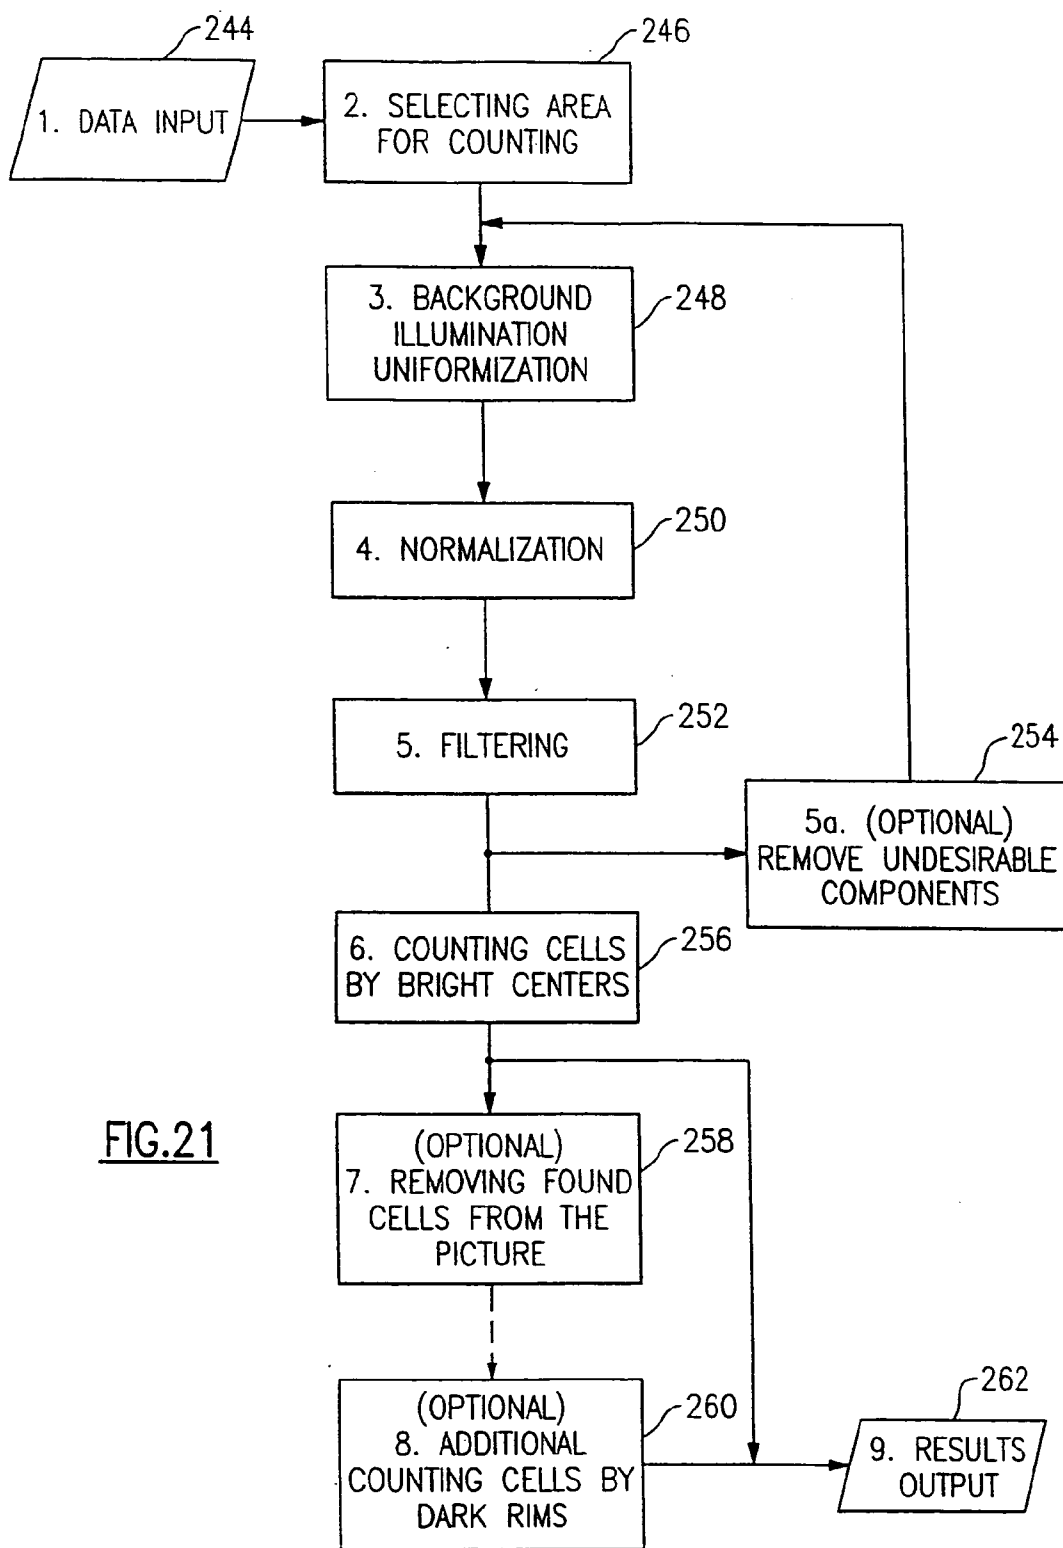 244
1. DATA INPUT
246
2. SELECTING AREA
FOR COUNTING
3. BACKGROUND
ILLUMINATION
UNIFORMIZATION
248
4. NORMALIZATION
250
5. FILTERING
252
254
5a. (OPTIONAL)
REMOVE UNDESIRABLE
COMPONENTS
6. COUNTING CELLS
BY BRIGHT CENTERS
256
FIG.21
(OPTIONAL)
7. REMOVING FOUND
CELLS FROM THE
PICTURE
258
(OPTIONAL)
8. ADDITIONAL
COUNTING CELLS BY
DARK RIMS
260
262
9. RESULTS
OUTPUT